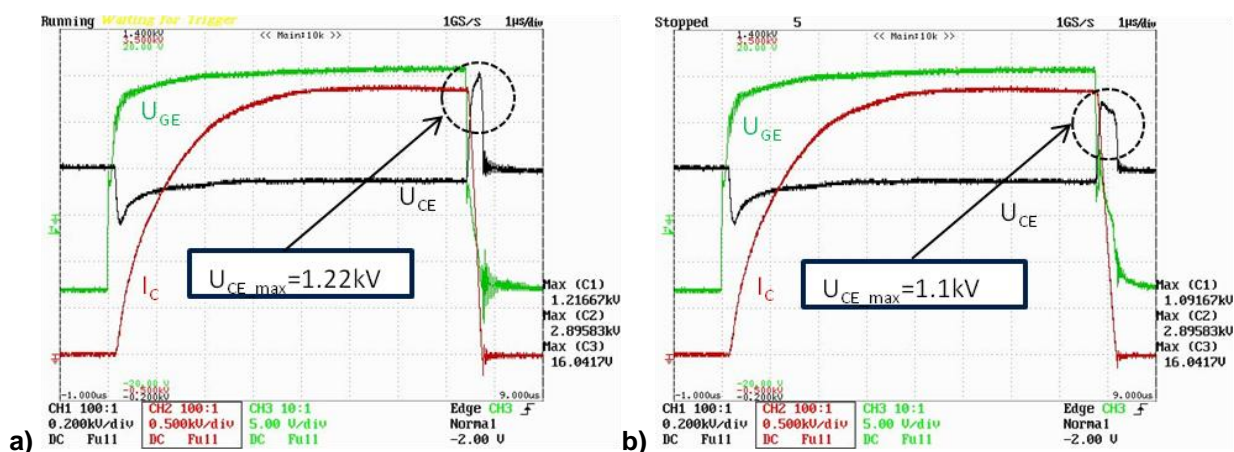 Running Waiting for Trigger 1GS/s 1µs/div
<< Main:10k >>
1.400kV
3.500kV
20.00 V
UGE
UCE
UCE_max=1.22kV
IC
Max (C1)
1.21667kV
Max (C2)
2.89583kV
Max (C3)
16.0417V
-20.00 V
-0.500kV
-0.200kV
-1.000us 9.000us
CH1 100:1 CH2 100:1 CH3 10:1 Edge CH3
0.200kV/div 0.500kV/div 5.00 V/div Normal
DC Full DC Full DC Full -2.00 V
a)
Stopped 5 1GS/s 1µs/div
<< Main:10k >>
1.400kV
3.500kV
20.00 V
UGE
UCE
UCE_max=1.1kV
IC
Max (C1)
1.09167kV
Max (C2)
2.89583kV
Max (C3)
16.0417V
-20.00 V
-0.500kV
-0.200kV
-1.000us 9.000us
CH1 100:1 CH2 100:1 CH3 10:1 Edge CH3
0.200kV/div 0.500kV/div 5.00 V/div Normal
DC Full DC Full DC Full -2.00 V
b)